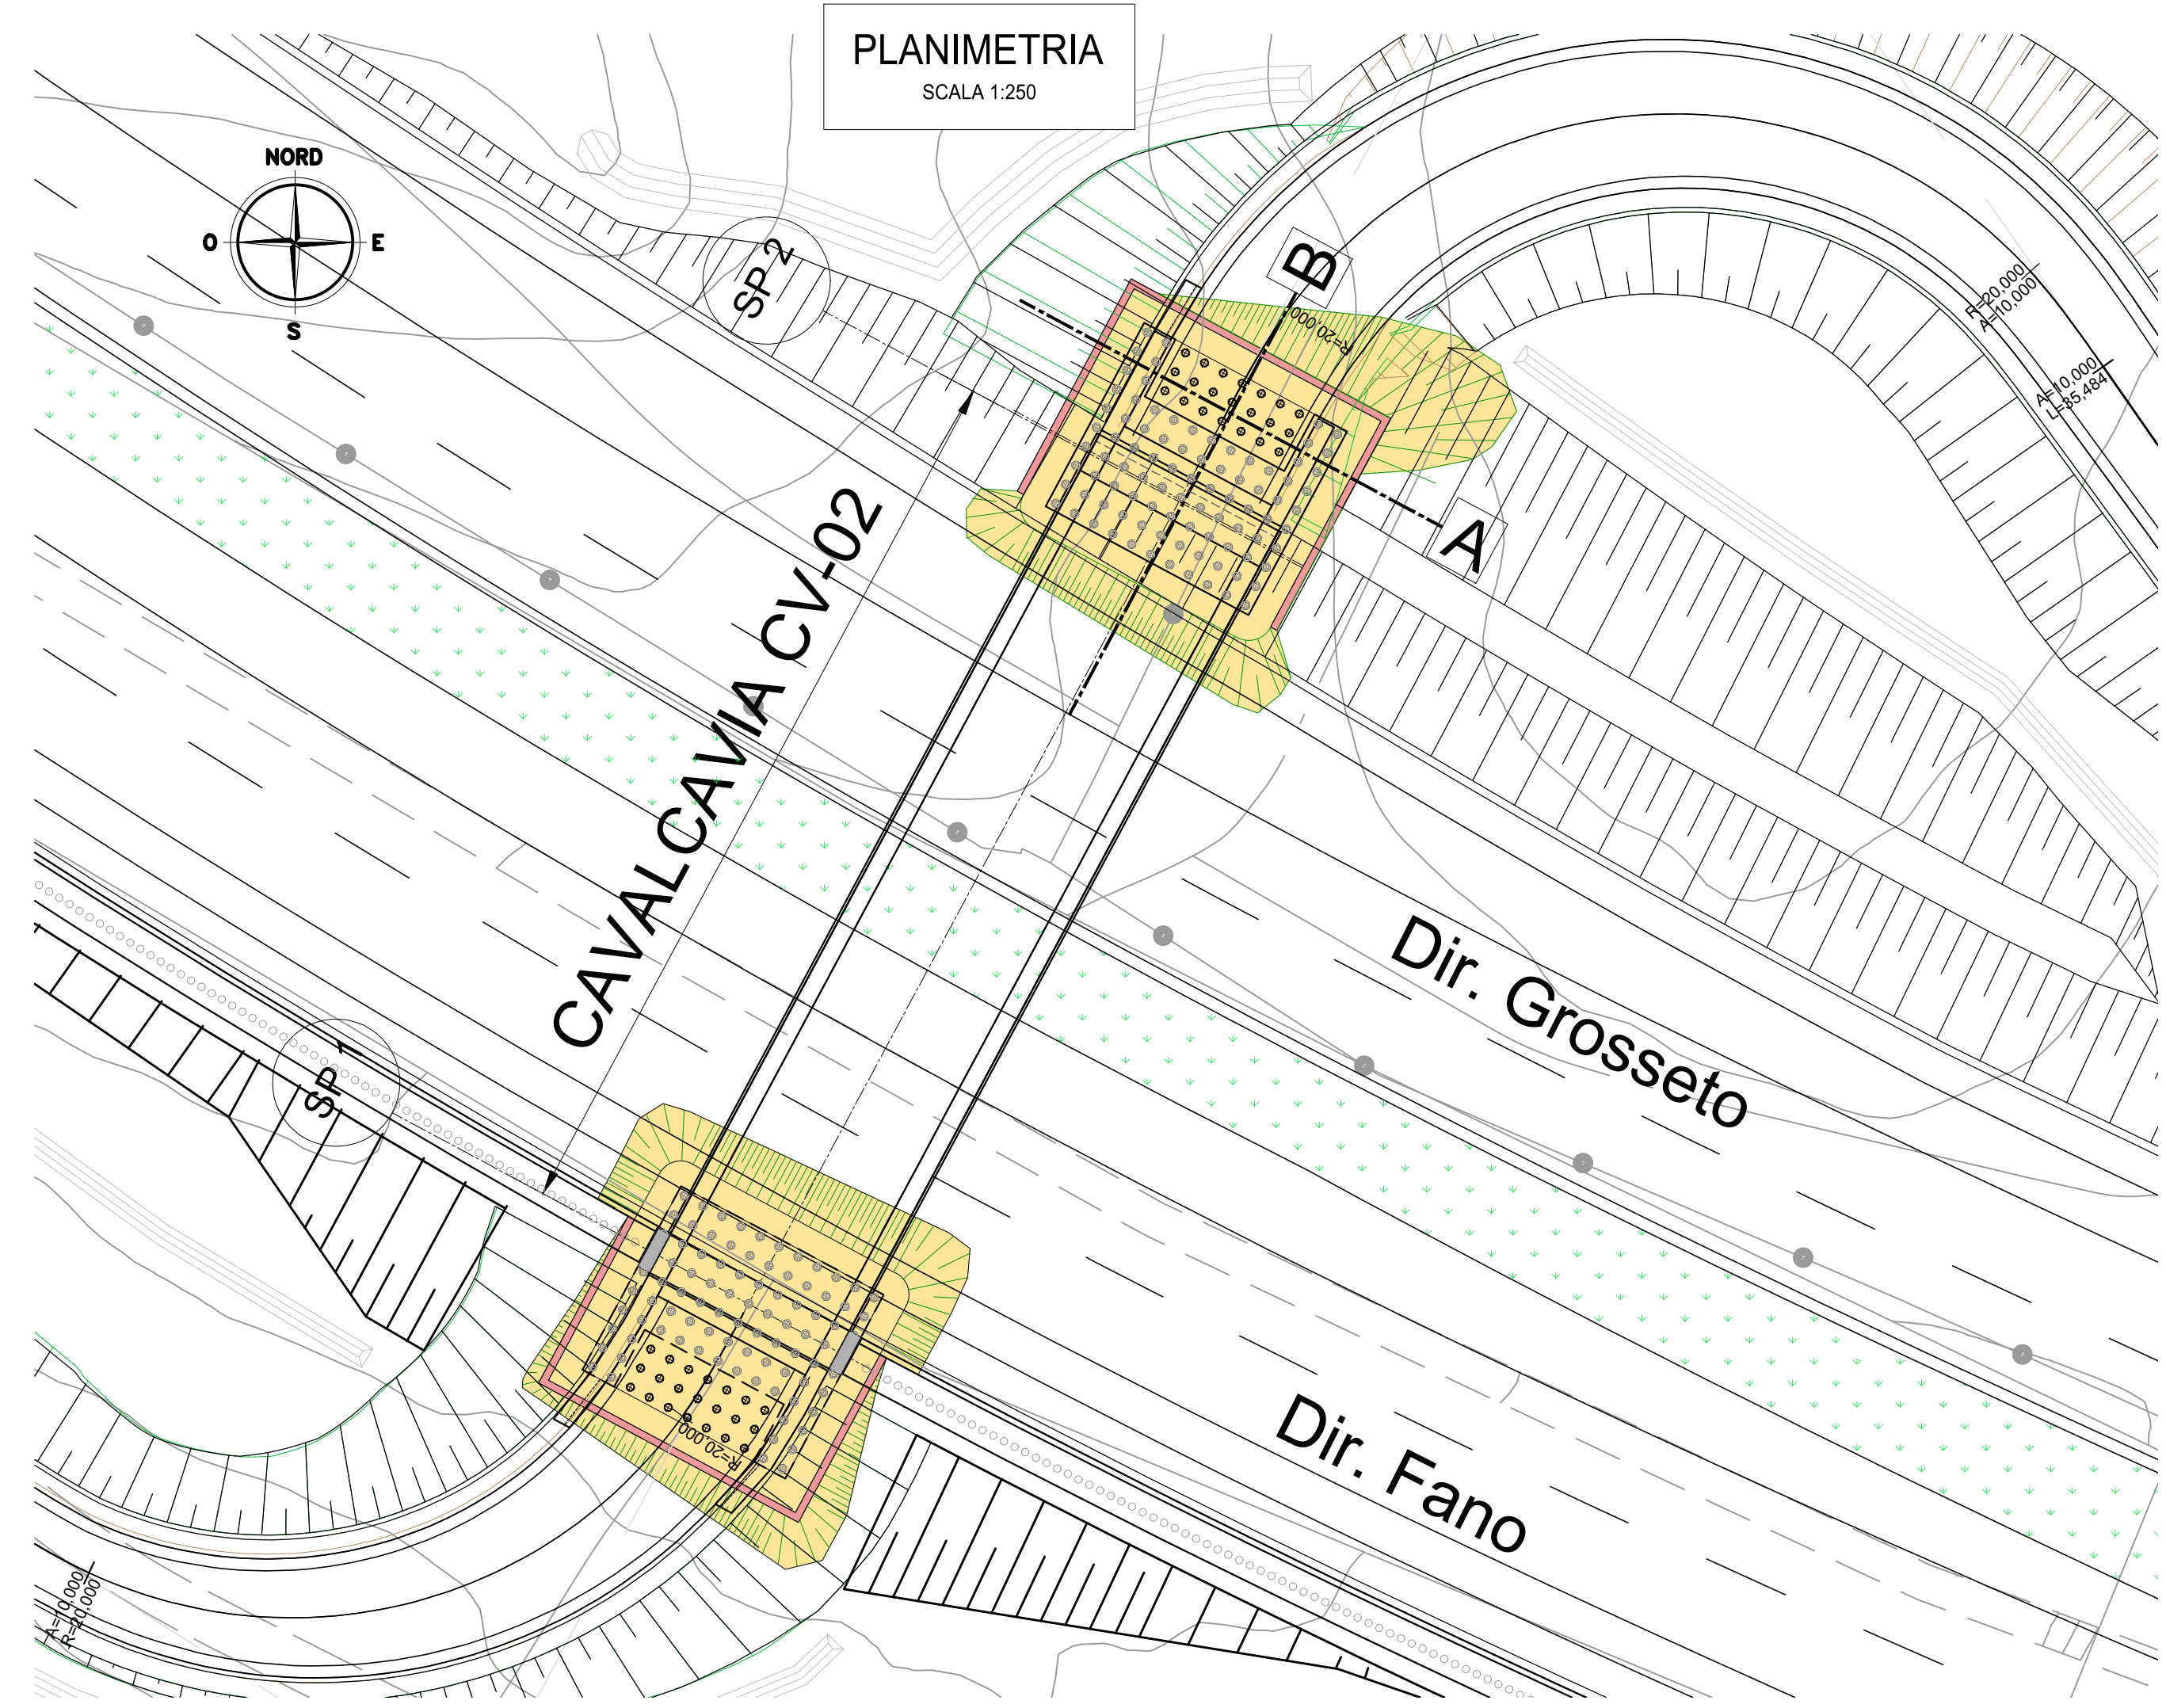 PLANIMETRIA
SCALA 1:250
NORD
O
E
S
SP 2
B
R=20,000
R=20,000
A=10,000
A=10,000
L=35,484
A
CAVALCAVIA CV-02
Dir. Grosseto
SP 1
Dir. Fano
R=20,000
A=10,000
R=20,000